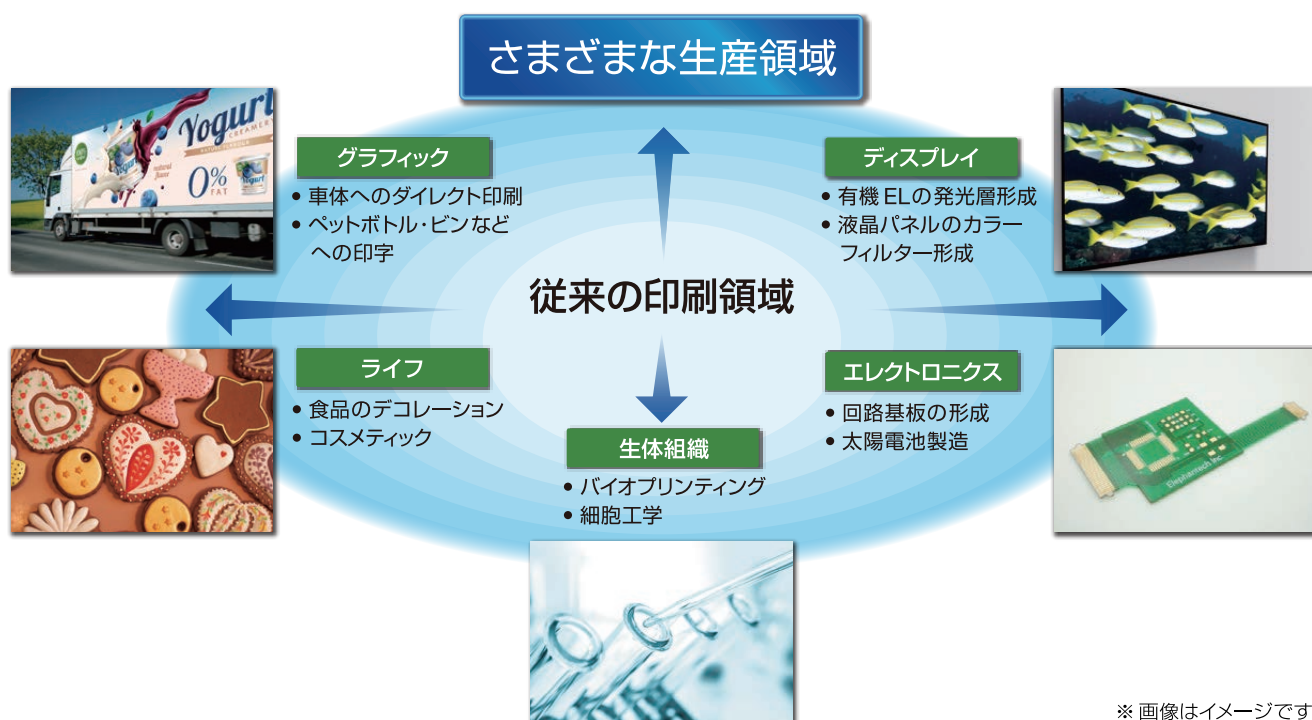 さまざまな生産領域
Yogurt
CREAMER
natural
flavor
0%
FAT
グラフィック
• 車体へのダイレクト印刷
• ペットボトル・ビンなど
への印字
ディスプレイ
• 有機ELの発光層形成
• 液晶パネルのカラー
フィルター形成
従来の印刷領域
ライフ
• 食品のデコレーション
• コスメティック
エレクトロニクス
• 回路基板の形成
• 太陽電池製造
Elephantech Inc.
生体組織
• バイオプリンティング
• 細胞工学
※ 画像はイメージです